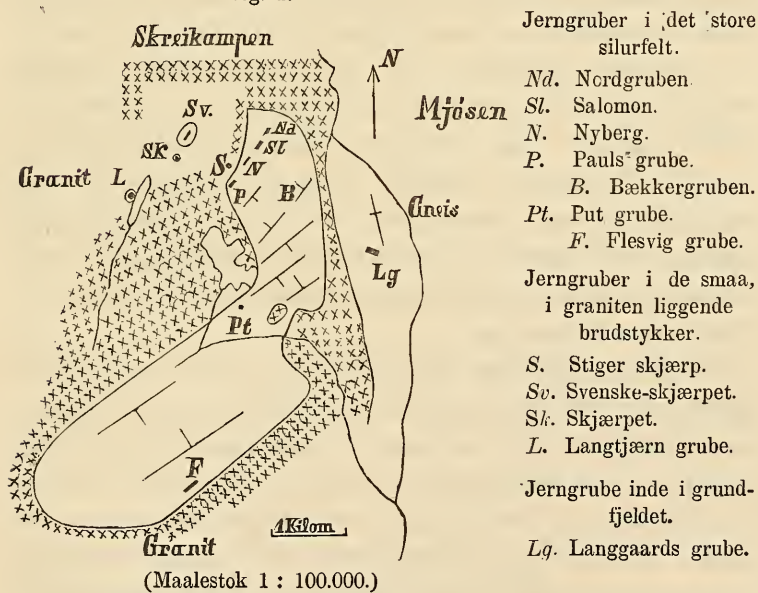 Skreikampen
N
Mjøsen
Sv.
Nd
Sl
SK
S.
N
Granit
L
P
B
Gneis
Lg
Pt
F
1 Kilom
Granit
(Maalestok 1 : 100.000.)
Jerngruber i det store
silurfelt.
Nd. Nordgruben
Sl. Salomon.
N. Nyberg.
P. Pauls grube.
B. Bækkergruben.
Pt. Put grube.
F. Flesvig grube.
Jerngruber i de smaa,
i graniten liggende
brudstykker.
S. Stiger skjærp.
Sv. Svenske-skjærpet.
Sk. Skjærpet.
L. Langtjærn grube.
Jerngrube inde i grund-
fjeldet.
Lg. Langgaards grube.